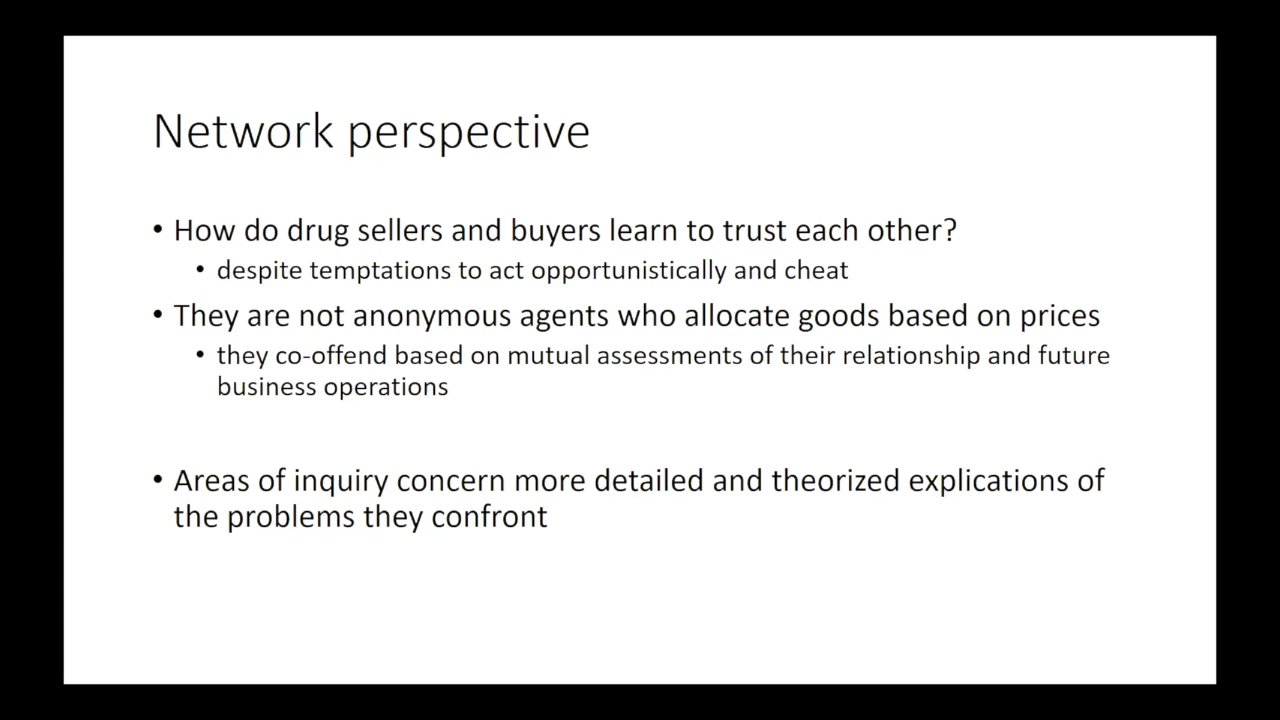 Network perspective
• How do drug sellers and buyers learn to trust each other?
• despite temptations to act opportunistically and cheat
• They are not anonymous agents who allocate goods based on prices
• they co-offend based on mutual assessments of their relationship and future
business operations
• Areas of inquiry concern more detailed and theorized explications of
the problems they confront